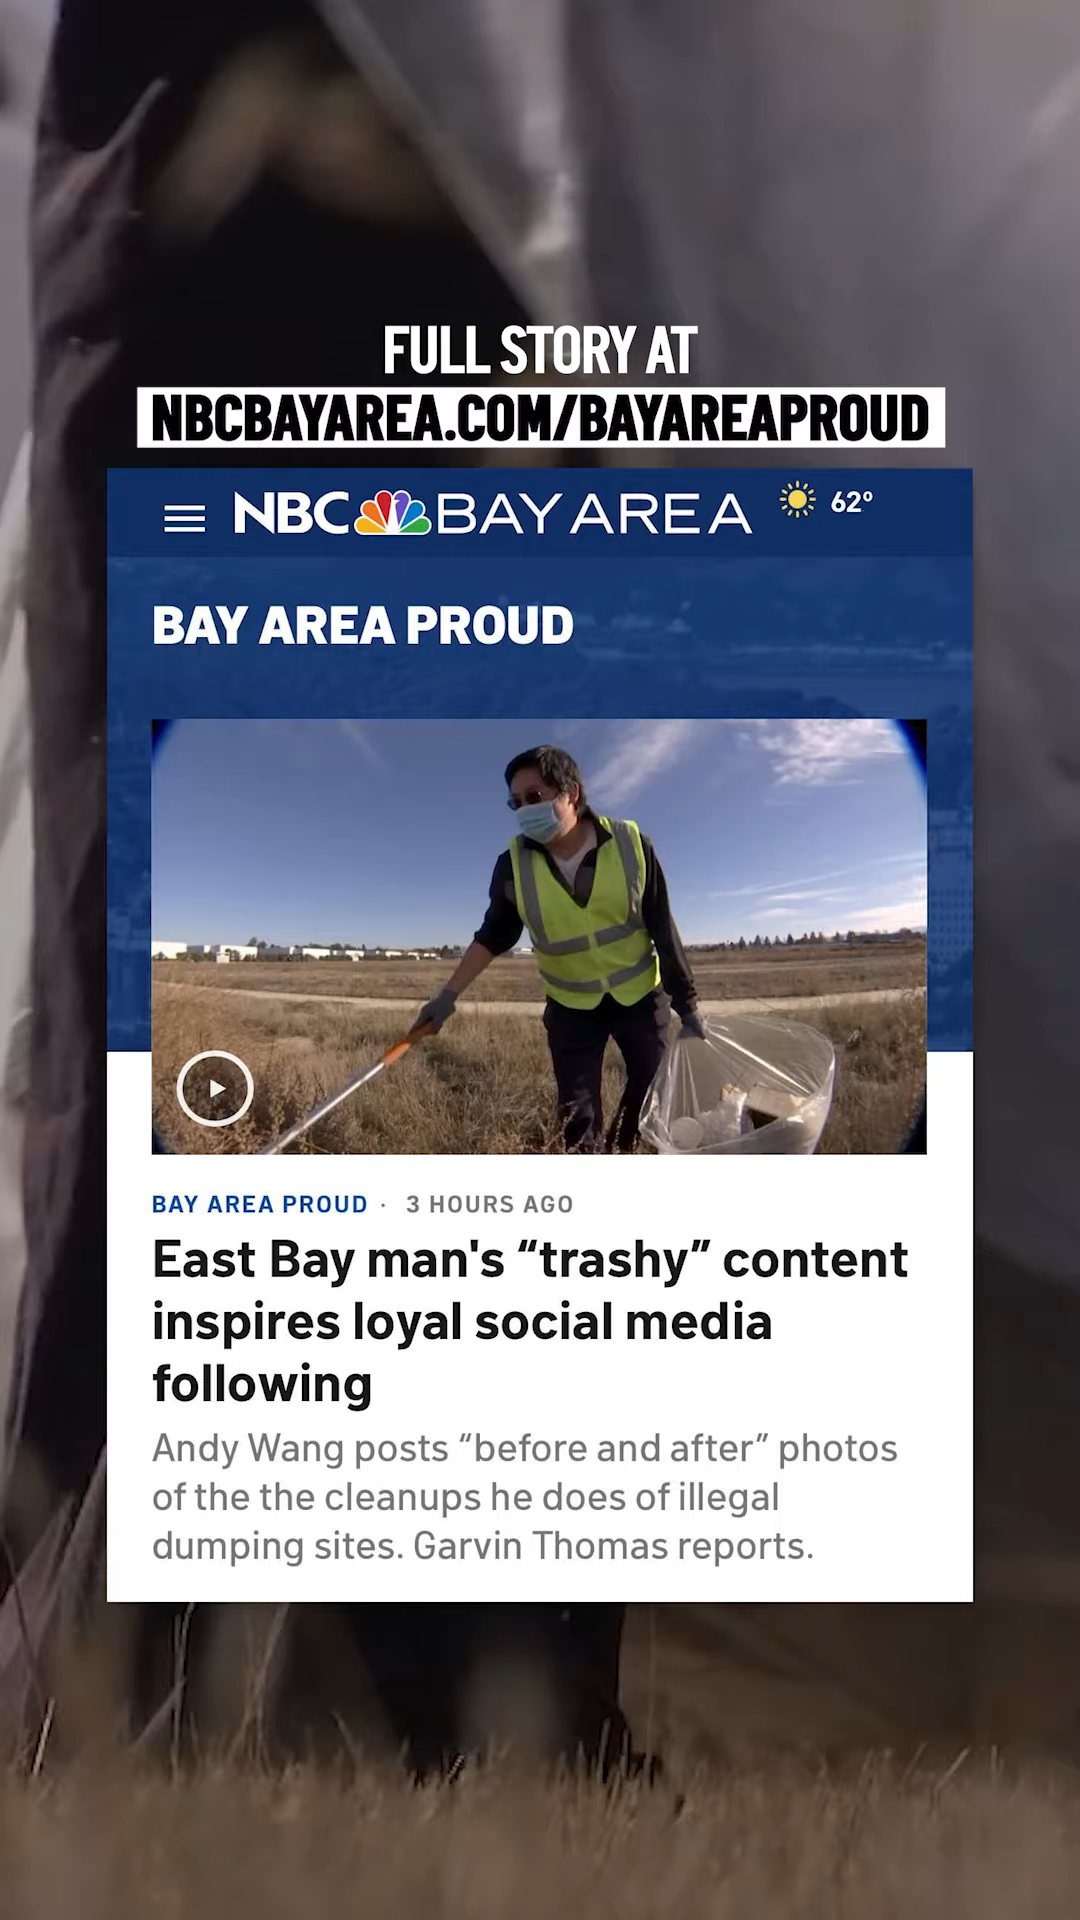 FULL STORY AT
NBCBAYAREA.COM/BAYAREAPROUD
NBC BAY AREA 62°
BAY AREA PROUD
BAY AREA PROUD · 3 HOURS AGO
East Bay man's “trashy” content
inspires loyal social media
following
Andy Wang posts “before and after” photos
of the the cleanups he does of illegal
dumping sites. Garvin Thomas reports.